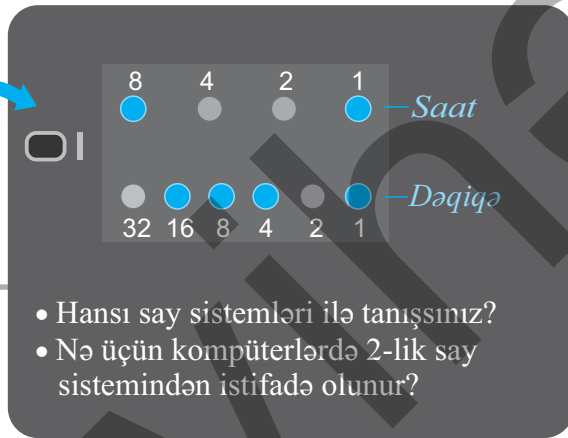 8 4 2 1
Saat
Dəqiqə
32 16 8 4 2 1
• Hansı say sistemləri ilə tanışsınız?
• Nə üçün kompüterlərdə 2-lik say
sistemindən istifadə olunur?